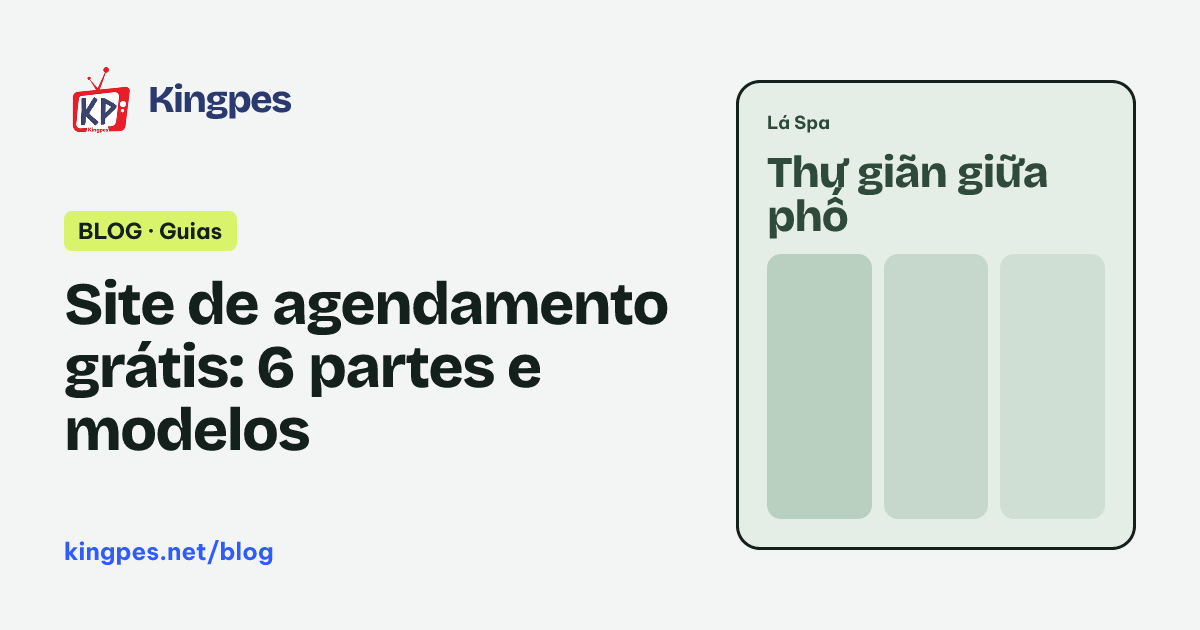 KP
Kingpes
Kingpes
BLOG · Guias
Site de agendamento
grátis: 6 partes e
modelos
kingpes.net/blog
Lá Spa
Thư giãn giữa
phố